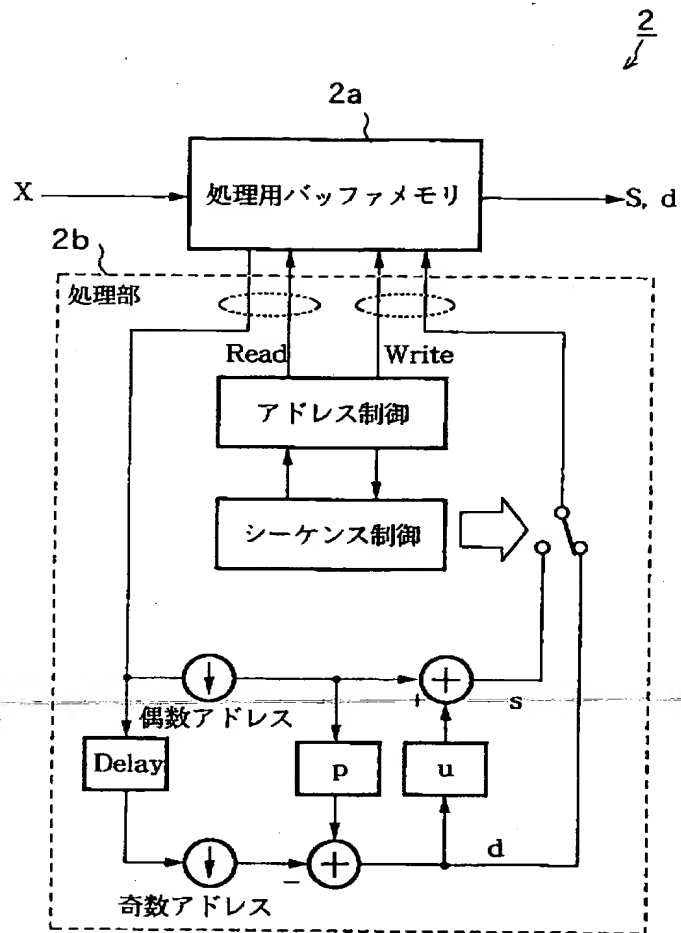 2
2a
処理用バッファメモリ
X
S, d
2b
処理部
Read
Write
アドレス制御
シーケンス制御
+
s
偶数アドレス
Delay
p
u
d
−
奇数アドレス